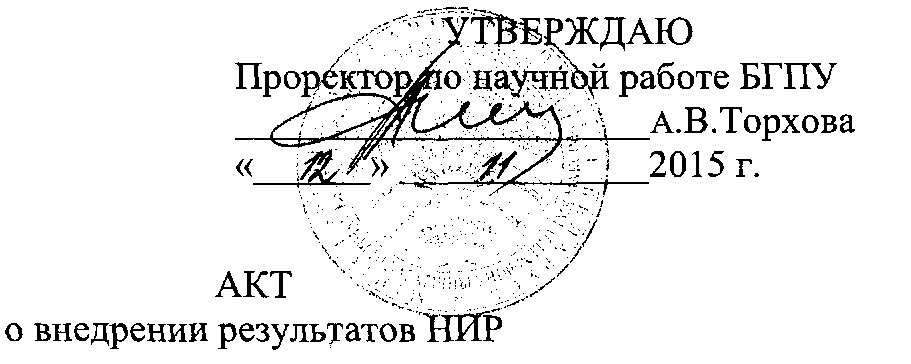 УТВЕРЖДАЮ
Проректор по научной работе БГПУ
А.В.Торхова
«12» 11 2015 г.
АКТ
о внедрении результатов НИР